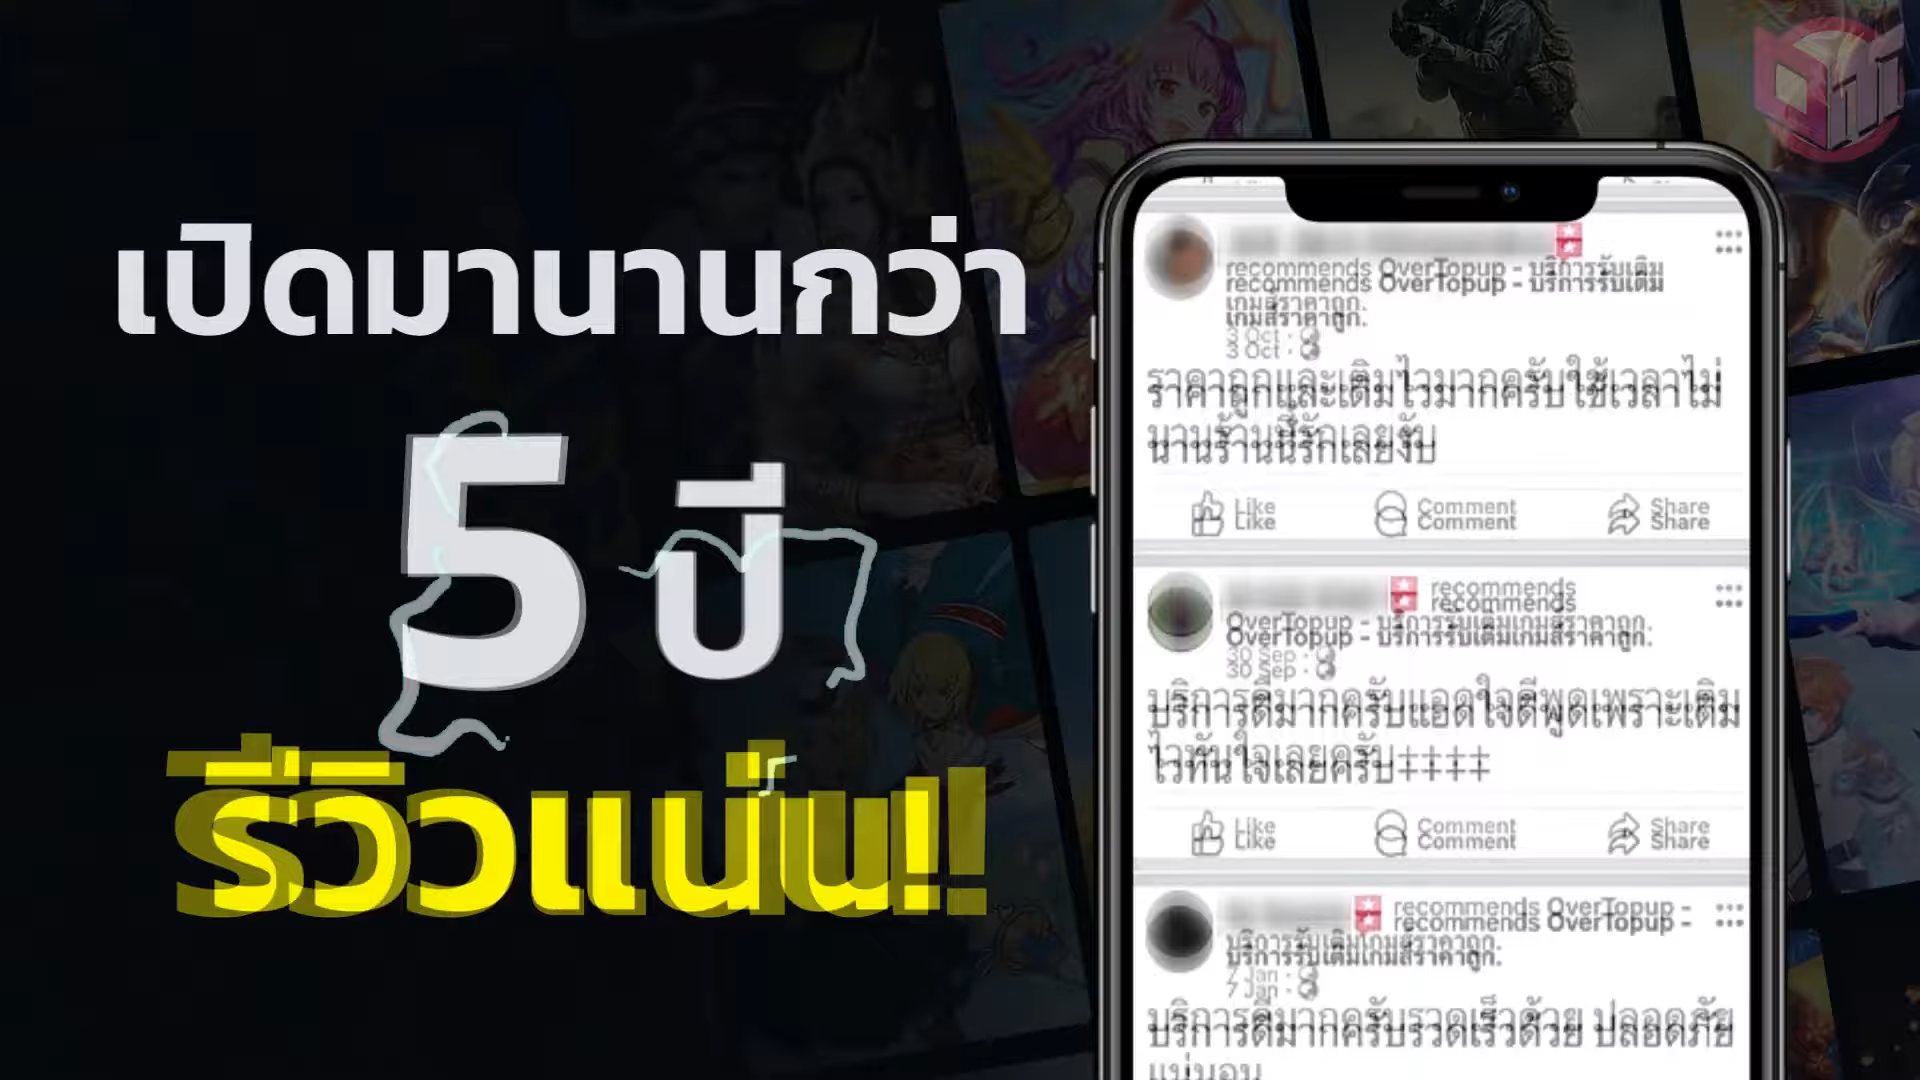 เปิดมานานกว่า
5 ปี
รีวิวแน่น!!
recommends OverTopup - บริการรับเติม
เกมส์ราคาถูก.
3 Oct ·
ราคาถูกและเติมไวมากครับใช้เวลาไม่
นานร้านนี้รักเลยงับ
Like Comment Share
recommends
OverTopup - บริการรับเติมเกมส์ราคาถูก.
30 Sep ·
บริการดีมากครับแอดใจดีพูดเพราะเติม
ไวทันใจเลยครับ++++
Like Comment Share
recommends OverTopup -
บริการรับเติมเกมส์ราคาถูก.
7 Jan ·
บริการดีมากครับรวดเร็วด้วย ปลอดภัย
แน่นอน